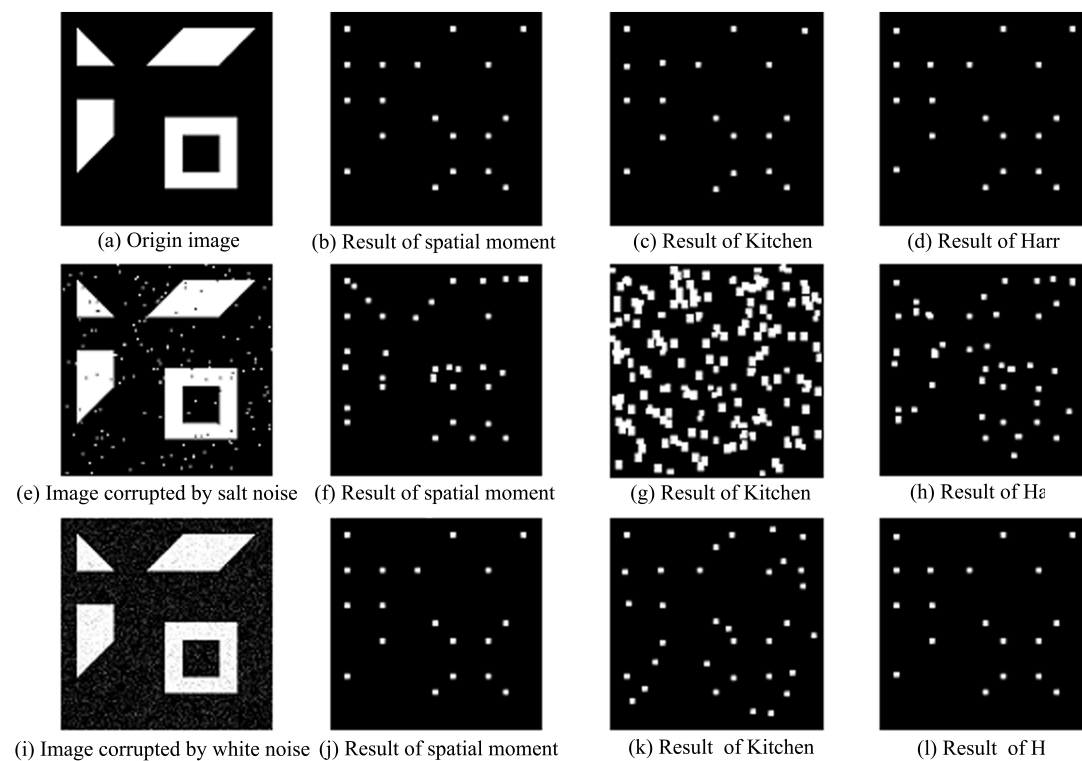 (a) Origin image
(b) Result of spatial moment
(c) Result of Kitchen
(d) Result of Harr
(e) Image corrupted by salt noise
(f) Result of spatial moment
(g) Result of Kitchen
(h) Result of Ha
(i) Image corrupted by white noise
(j) Result of spatial moment
(k) Result of Kitchen
(l) Result of H